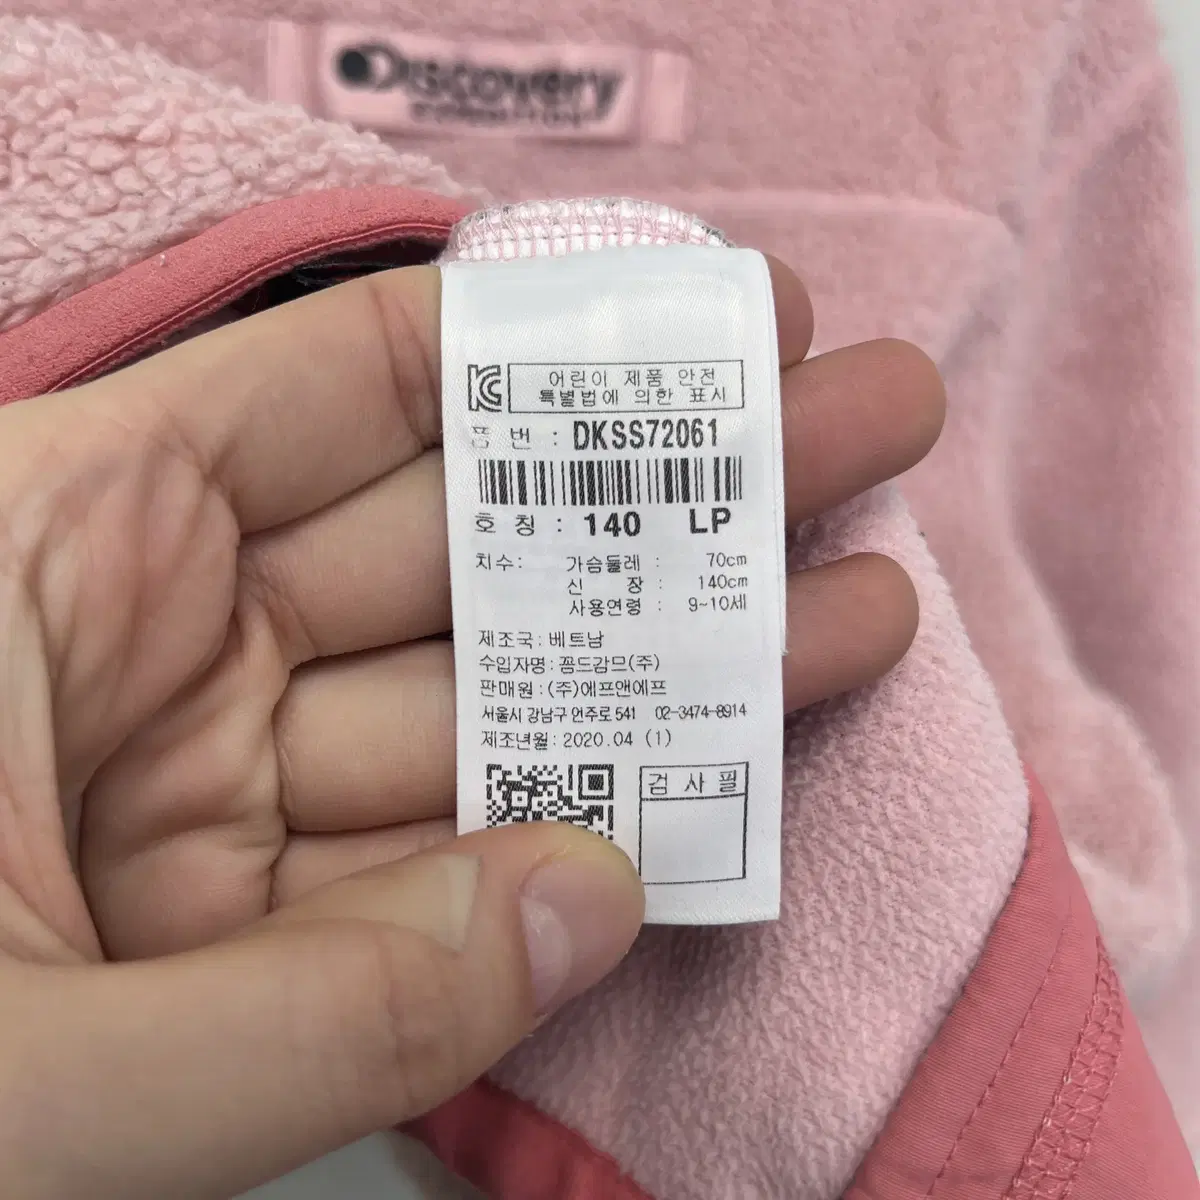 Discovery
KC
어린이 제품 안전
특별법에 의한 표시
품 번 : DKSS72061
호 칭 : 140 LP
치수: 가슴둘레 : 70cm
신 장 : 140cm
사용연령 : 9~10세
제조국: 베트남
수입자명: 꼼드감므(주)
판매원: (주)에프앤에프
서울시 강남구 언주로 541 02-3474-8914
제조년월: 2020.04 (1)
검 사 필